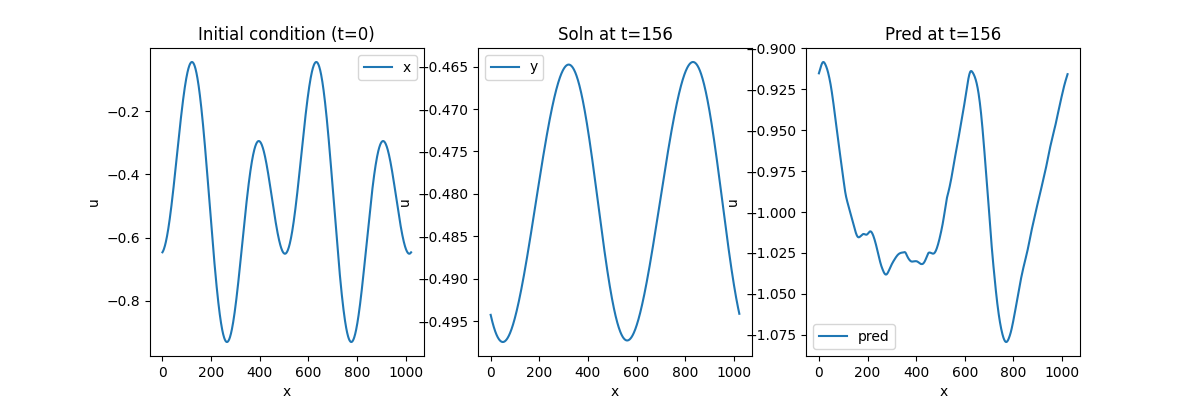 Initial condition (t=0)
x
−0.2
−0.4
−0.6
−0.8
u
0 200 400 600 800 1000
x
Soln at t=156
y
−0.465
−0.470
−0.475
−0.480
−0.485
−0.490
−0.495
u
0 200 400 600 800 1000
x
Pred at t=156
−0.900
−0.925
−0.950
−0.975
−1.000
−1.025
−1.050
−1.075
u
pred
0 200 400 600 800 1000
x